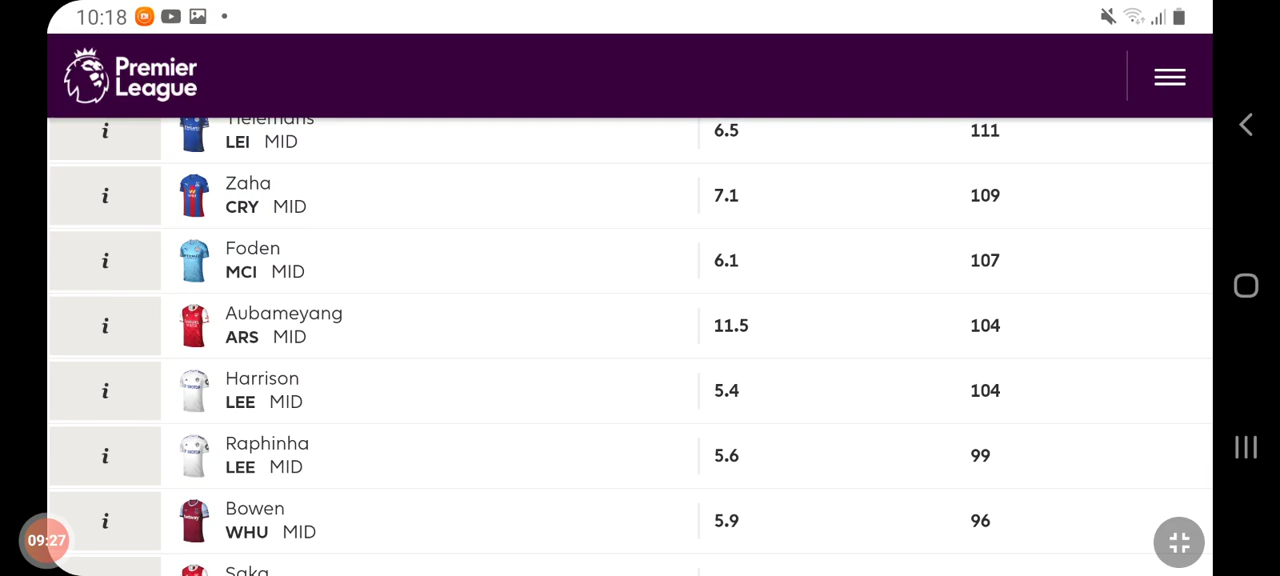 10:18
Premier
League
Tielemans
i 6.5 111
LEI MID
Zaha
i 7.1 109
CRY MID
Foden
i 6.1 107
MCI MID
Aubameyang
i 11.5 104
ARS MID
Harrison
i 5.4 104
LEE MID
Raphinha
i 5.6 99
LEE MID
Bowen
i 5.9 96
WHU MID
09:27
Saka